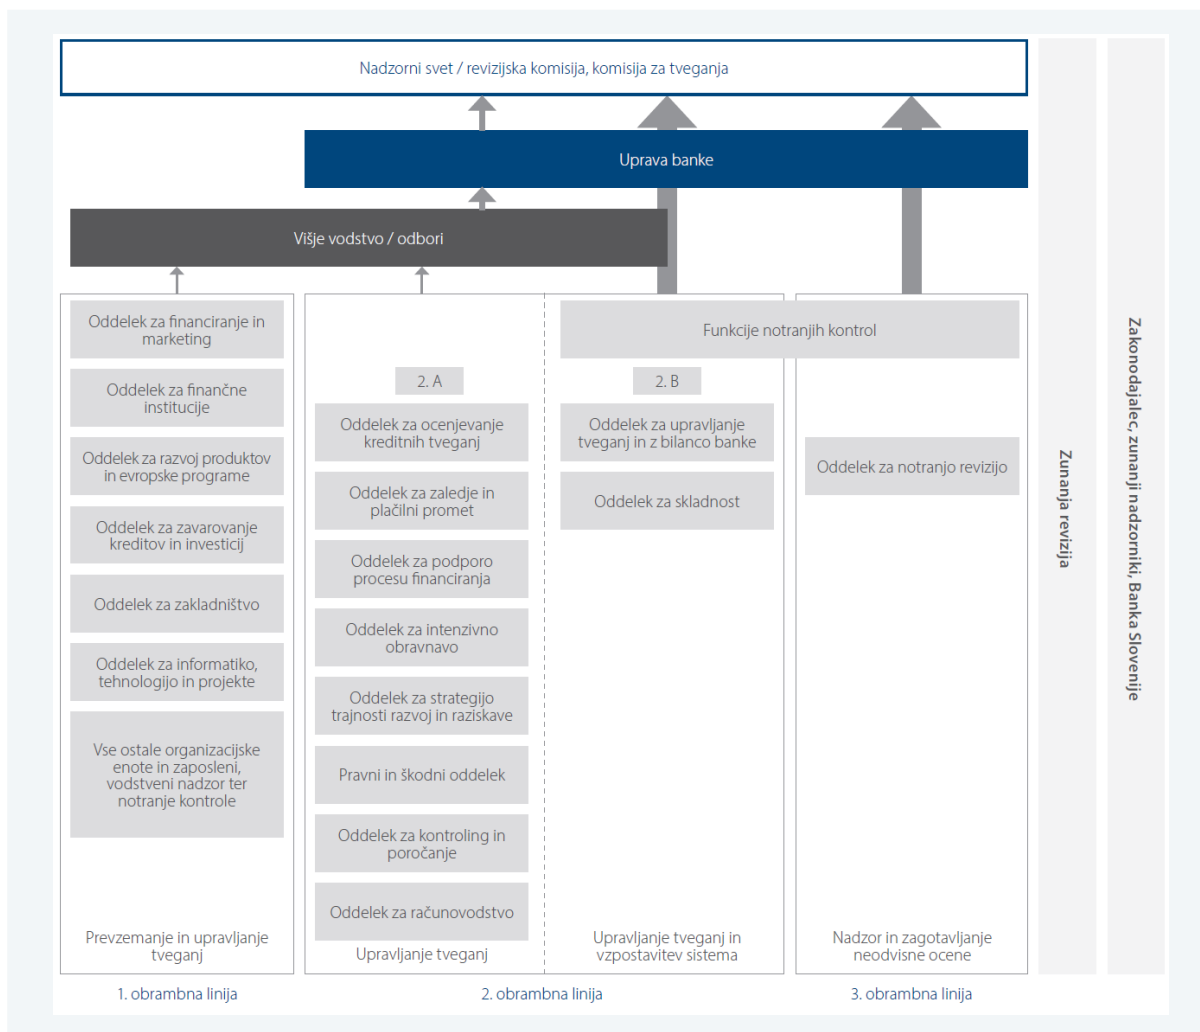 Nadzorni svet / revizijska komisija, komisija za tveganja
Uprava banke
Višje vodstvo / odbori
Oddelek za financiranje in
marketing
Oddelek za finančne
institucije
Oddelek za razvoj produktov
in evropske programe
Oddelek za zavarovanje
kreditov in investicij
Oddelek za zakladništvo
Oddelek za informatiko,
tehnologijo in projekte
Vse ostale organizacijske
enote in zaposleni,
vodstveni nadzor ter
notranje kontrole
Prevzemanje in upravljanje
tveganj
1. obrambna linija
2. A
Oddelek za ocenjevanje
kreditnih tveganj
Oddelek za zaledje in
plačilni promet
Oddelek za podporo
procesu financiranja
Oddelek za intenzivno
obravnavo
Oddelek za strategijo
trajnosti razvoj in raziskave
Pravni in škodni oddelek
Oddelek za kontroling in
poročanje
Oddelek za računovodstvo
Upravljanje tveganj
Funkcije notranjih kontrol
2. B
Oddelek za upravljanje
tveganj in z bilanco banke
Oddelek za skladnost
Upravljanje tveganj in
vzpostavitev sistema
2. obrambna linija
Oddelek za notranjo revizijo
Nadzor in zagotavljanje
neodvisne ocene
3. obrambna linija
Zunanja revizija
Zakonodajalec, zunanji nadzorniki, Banka Slovenije